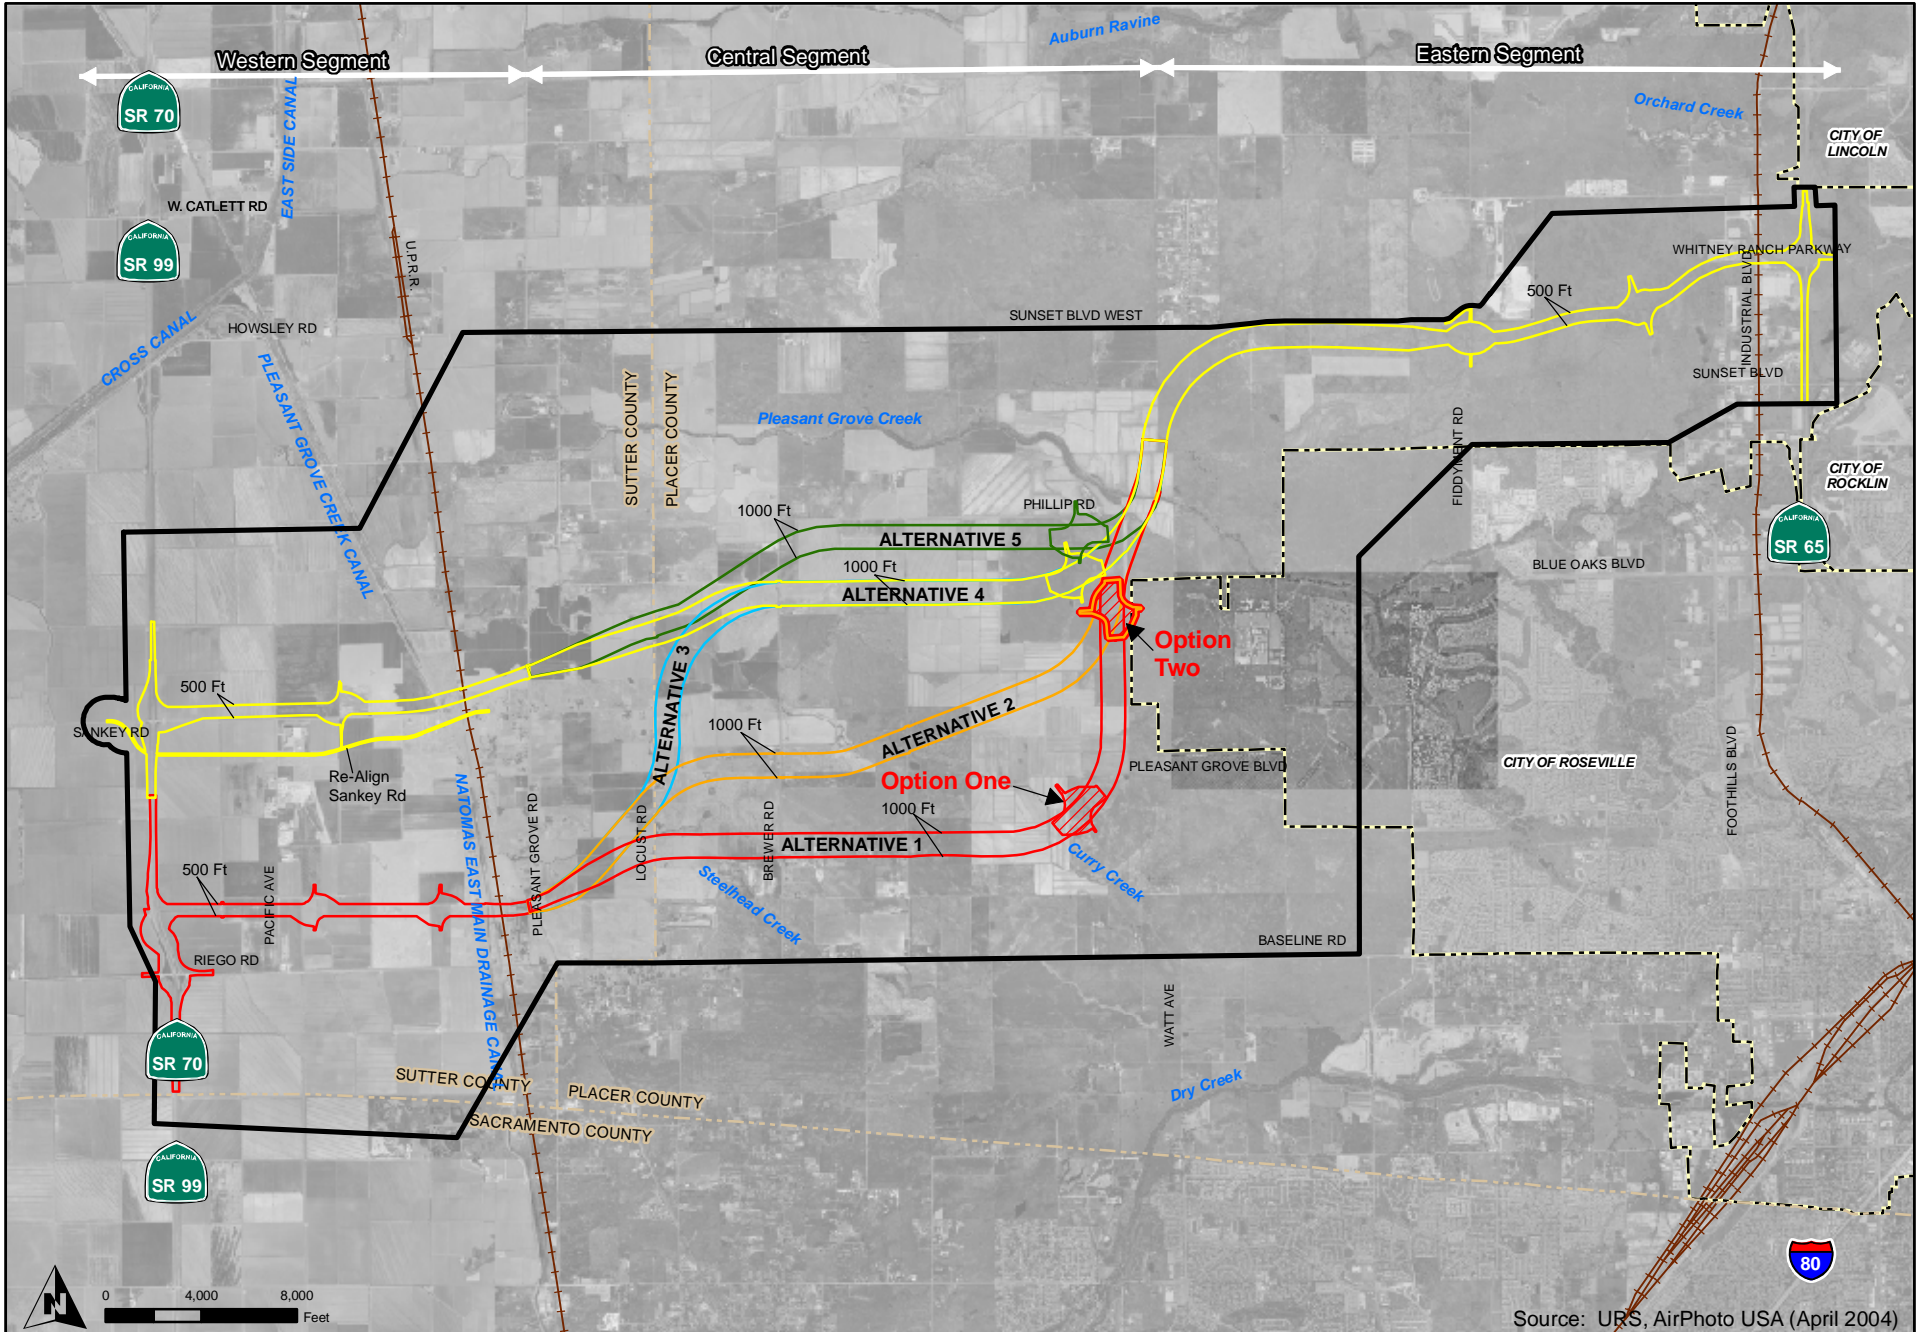 Auburn Ravine
Western Segment
Central Segment
Eastern Segment
CALIFORNIA
SR 70
EAST SIDE CANAL
Orchard Creek
CITY OF
LINCOLN
W. CATLETT RD
CALIFORNIA
SR 99
U.P.R.R.
WHITNEY RANCH PARKWAY
500 Ft
INDUSTRIAL BLVD
CROSS CANAL
HOWSLEY RD
SUNSET BLVD WEST
PLEASANT GROVE CREEK CANAL
SUTTER COUNTY
PLACER COUNTY
SUNSET BLVD
Pleasant Grove Creek
FIDDYMENT RD
CITY OF
ROCKLIN
1000 Ft
PHILLIP RD
ALTERNATIVE 5
CALIFORNIA
SR 65
1000 Ft
BLUE OAKS BLVD
ALTERNATIVE 4
Option
Two
ALTERNATIVE 3
500 Ft
SANKEY RD
1000 Ft
ALTERNATIVE 2
Re-Align
Sankey Rd
PLEASANT GROVE BLVD
CITY OF ROSEVILLE
FOOTHILLS BLVD
Option One
NATOMAS EAST MAIN DRAINAGE CANAL
PLEASANT GROVE RD
LOCUST RD
BREWER RD
1000 Ft
ALTERNATIVE 1
500 Ft
PACIFIC AVE
Steelhead Creek
Curry Creek
RIEGO RD
BASELINE RD
WATT AVE
CALIFORNIA
SR 70
SUTTER COUNTY
PLACER COUNTY
SACRAMENTO COUNTY
Dry Creek
CALIFORNIA
SR 99
80
N
0 4,000 8,000
Feet
Source: URS, AirPhoto USA (April 2004)